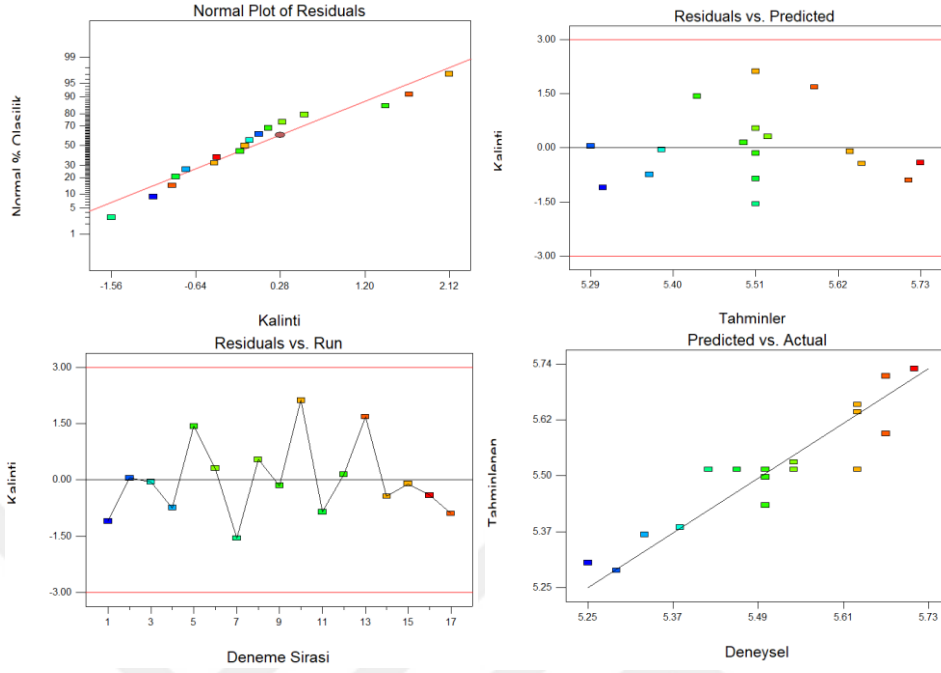 Normal Plot of Residuals
Normal % Olasilik
99
95
90
80
70
50
30
20
10
5
1
-1.56 -0.64 0.28 1.20 2.12
Kalinti
Residuals vs. Predicted
Kalinti
3.00
1.50
0.00
-1.50
-3.00
5.29 5.40 5.51 5.62 5.73
Tahminler
Residuals vs. Run
Kalinti
3.00
1.50
0.00
-1.50
-3.00
1 3 5 7 9 11 13 15 17
Deneme Sirasi
Predicted vs. Actual
Tahminlenen
5.74
5.62
5.50
5.37
5.25
5.25 5.37 5.49 5.61 5.73
Deneysel